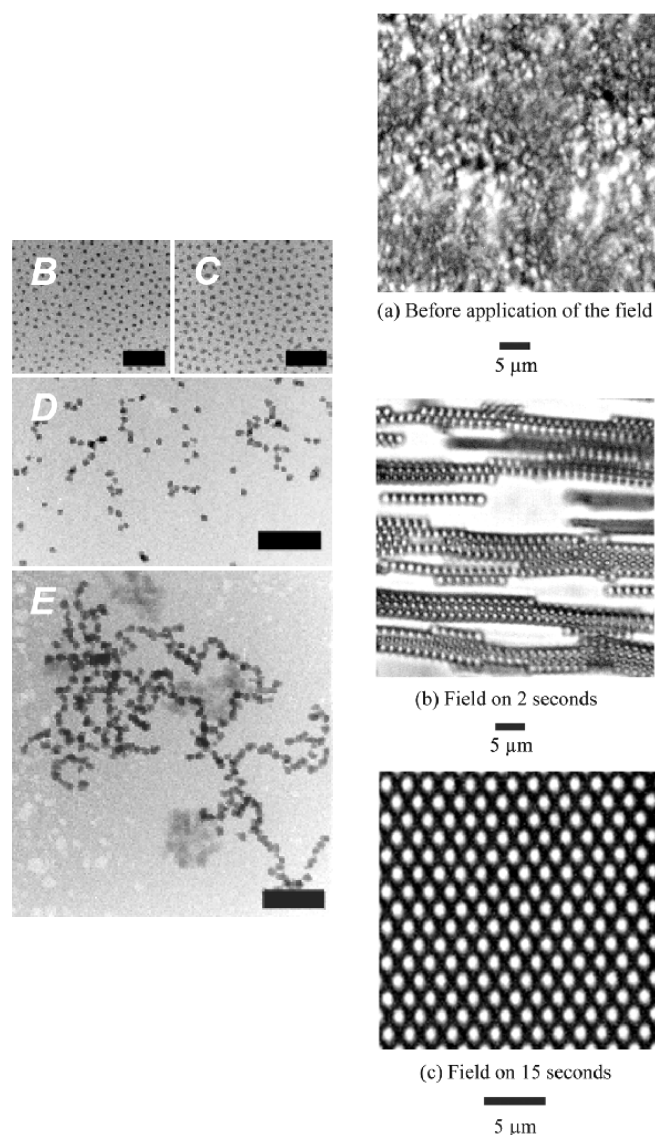 B
C
D
E
(a) Before application of the field
5 µm
(b) Field on 2 seconds
5 µm
(c) Field on 15 seconds
5 µm